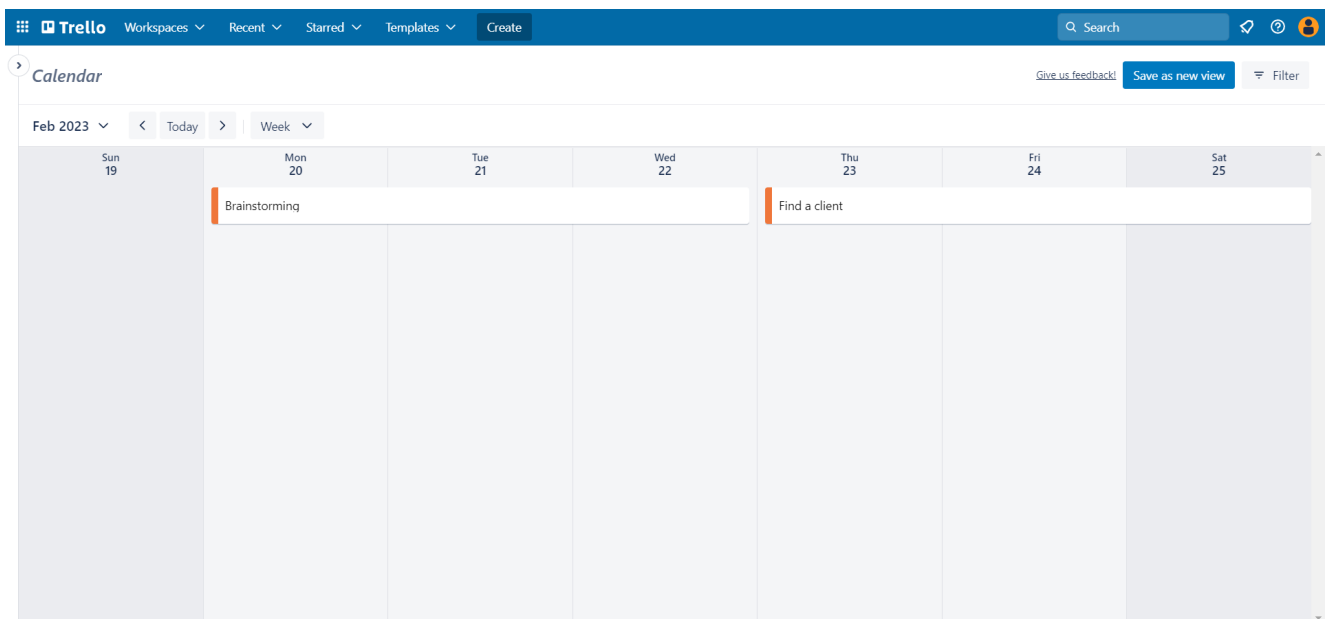 Trello Workspaces Recent Starred Templates Create Search
Calendar Give us feedback! Save as new view Filter
Feb 2023 Today Week
Sun Mon Tue Wed Thu Fri Sat
19 20 21 22 23 24 25
Brainstorming Find a client